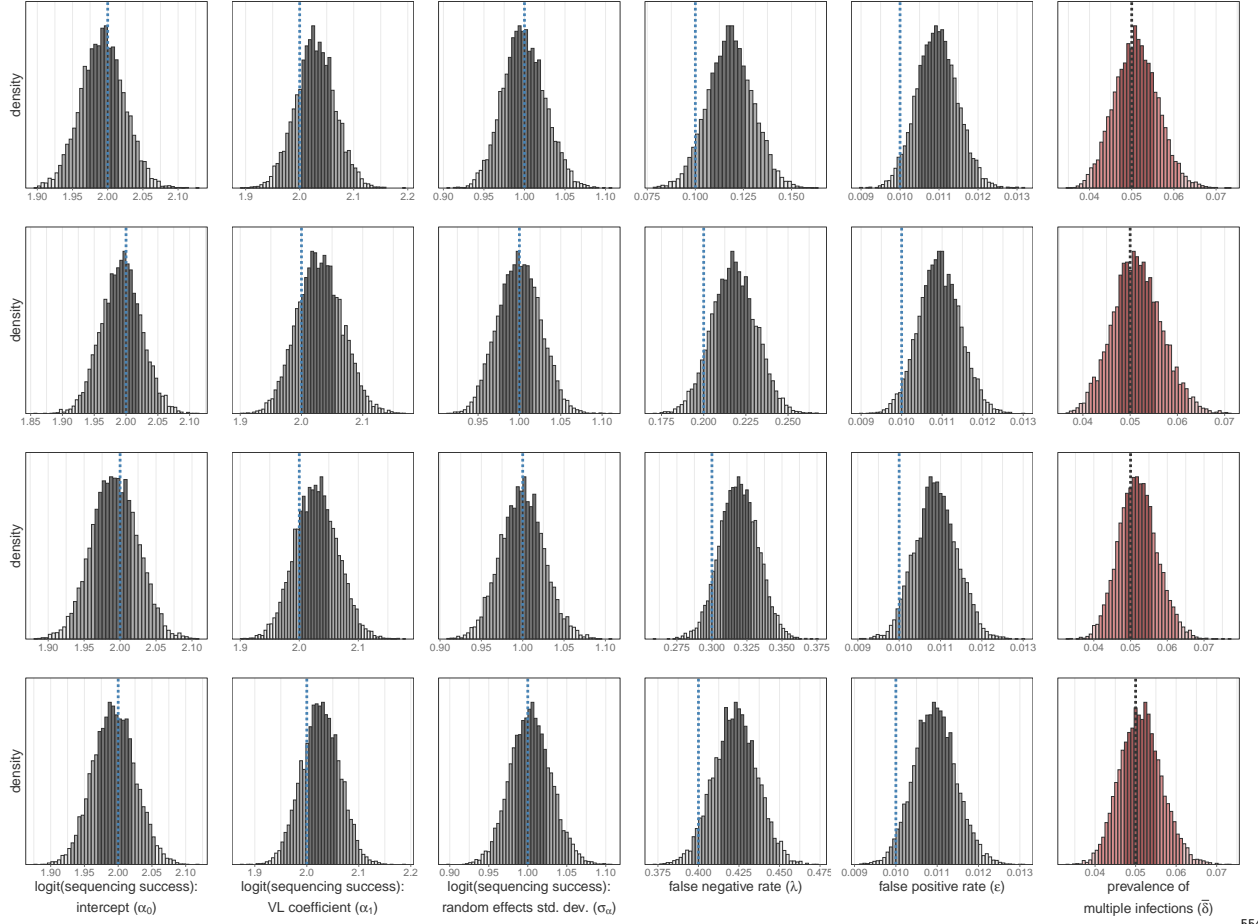 density
1.90 1.95 2.00 2.05 2.10
1.9 2.0 2.1 2.2
0.90 0.95 1.00 1.05 1.10
0.075 0.100 0.125 0.150
0.009 0.010 0.011 0.012 0.013
0.04 0.05 0.06 0.07
density
1.85 1.90 1.95 2.00 2.05 2.10
1.9 2.0 2.1
0.95 1.00 1.05 1.10
0.175 0.200 0.225 0.250
0.009 0.010 0.011 0.012 0.013
0.04 0.05 0.06 0.07
density
1.90 1.95 2.00 2.05 2.10
1.9 2.0 2.1
0.90 0.95 1.00 1.05 1.10
0.275 0.300 0.325 0.350 0.375
0.009 0.010 0.011 0.012 0.013
0.04 0.05 0.06 0.07
density
1.90 1.95 2.00 2.05 2.10
1.9 2.0 2.1 2.2
0.90 0.95 1.00 1.05 1.10
0.375 0.400 0.425 0.450 0.475
0.009 0.010 0.011 0.012 0.013
0.04 0.05 0.06 0.07
logit(sequencing success):
intercept (α₀)
logit(sequencing success):
VL coefficient (α₁)
logit(sequencing success):
random effects std. dev. (σ_α)
false negative rate (λ)
false positive rate (ε)
prevalence of
multiple infections (δ̄)